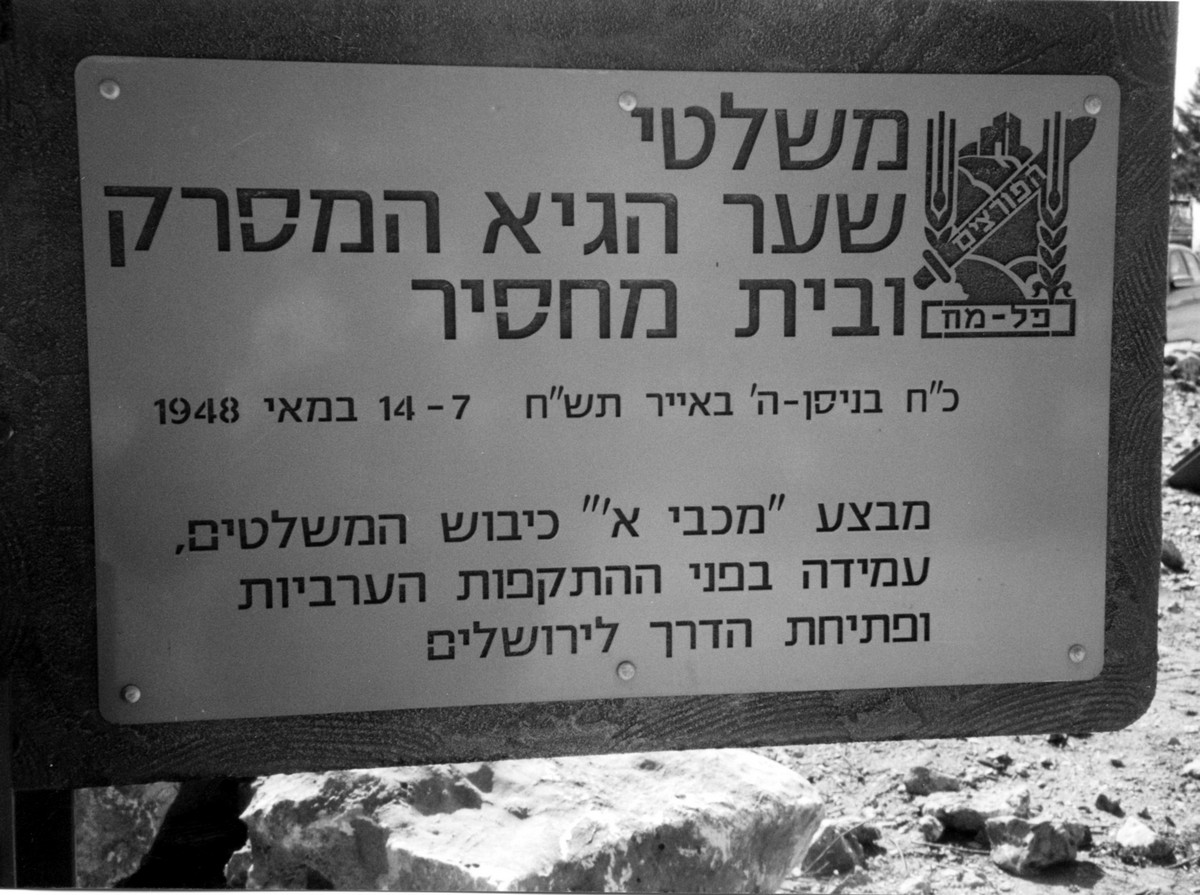 משלטי
שער הגיא המסרק
ובית מחסיר
הפורצים
פל-מח
כ"ח בניסן-ה' באייר תש"ח 7-14 במאי 1948
מבצע "מכבי א'" כיבוש המשלטים,
עמידה בפני ההתקפות הערביות
ופתיחת הדרך לירושלים